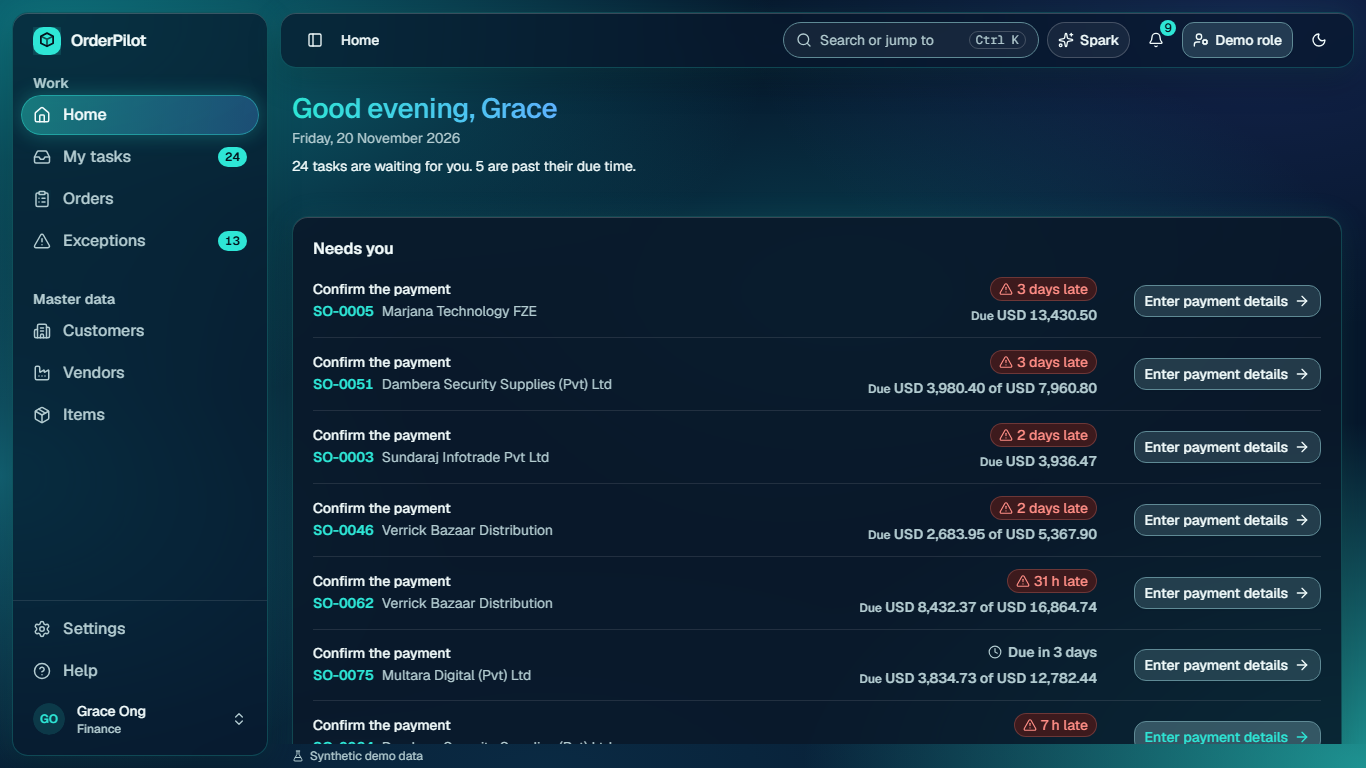 OrderPilot
Work
Home
My tasks 24
Orders
Exceptions 13
Master data
Customers
Vendors
Items
Settings
Help
GO Grace Ong
Finance
Home
Search or jump to Ctrl K
Spark
9
Demo role
Good evening, Grace
Friday, 20 November 2026
24 tasks are waiting for you. 5 are past their due time.
Needs you
Confirm the payment
SO-0005 Marjana Technology FZE
3 days late
Due USD 13,430.50
Enter payment details
Confirm the payment
SO-0051 Dambera Security Supplies (Pvt) Ltd
3 days late
Due USD 3,980.40 of USD 7,960.80
Enter payment details
Confirm the payment
SO-0003 Sundaraj Infotrade Pvt Ltd
2 days late
Due USD 3,936.47
Enter payment details
Confirm the payment
SO-0046 Verrick Bazaar Distribution
2 days late
Due USD 2,683.95 of USD 5,367.90
Enter payment details
Confirm the payment
SO-0062 Verrick Bazaar Distribution
31 h late
Due USD 8,432.37 of USD 16,864.74
Enter payment details
Confirm the payment
SO-0075 Multara Digital (Pvt) Ltd
Due in 3 days
Due USD 3,834.73 of USD 12,782.44
Enter payment details
Confirm the payment
7 h late
Enter payment details
Synthetic demo data